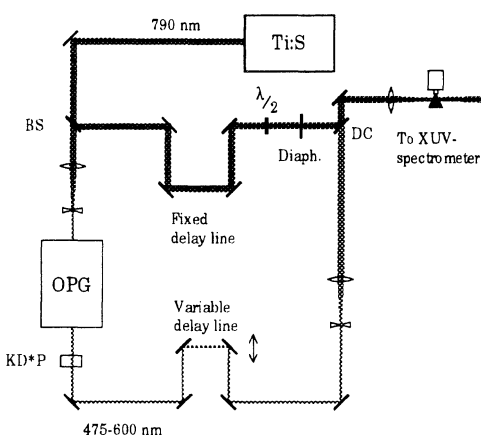 790 nm
Ti:S
BS
λ/2
DC
Diaph.
To XUV-
spectrometer
Fixed
delay line
OPG
Variable
delay line
KD*P
475-600 nm